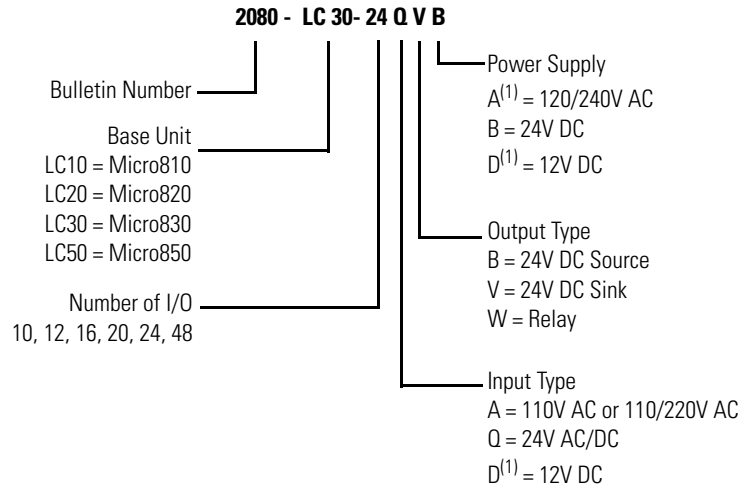 2080 - LC 30- 24 Q V B
Bulletin Number
Base Unit
LC10 = Micro810
LC20 = Micro820
LC30 = Micro830
LC50 = Micro850
Number of I/O
10, 12, 16, 20, 24, 48
Power Supply
A(1) = 120/240V AC
B = 24V DC
D(1) = 12V DC
Output Type
B = 24V DC Source
V = 24V DC Sink
W = Relay
Input Type
A = 110V AC or 110/220V AC
Q = 24V AC/DC
D(1) = 12V DC